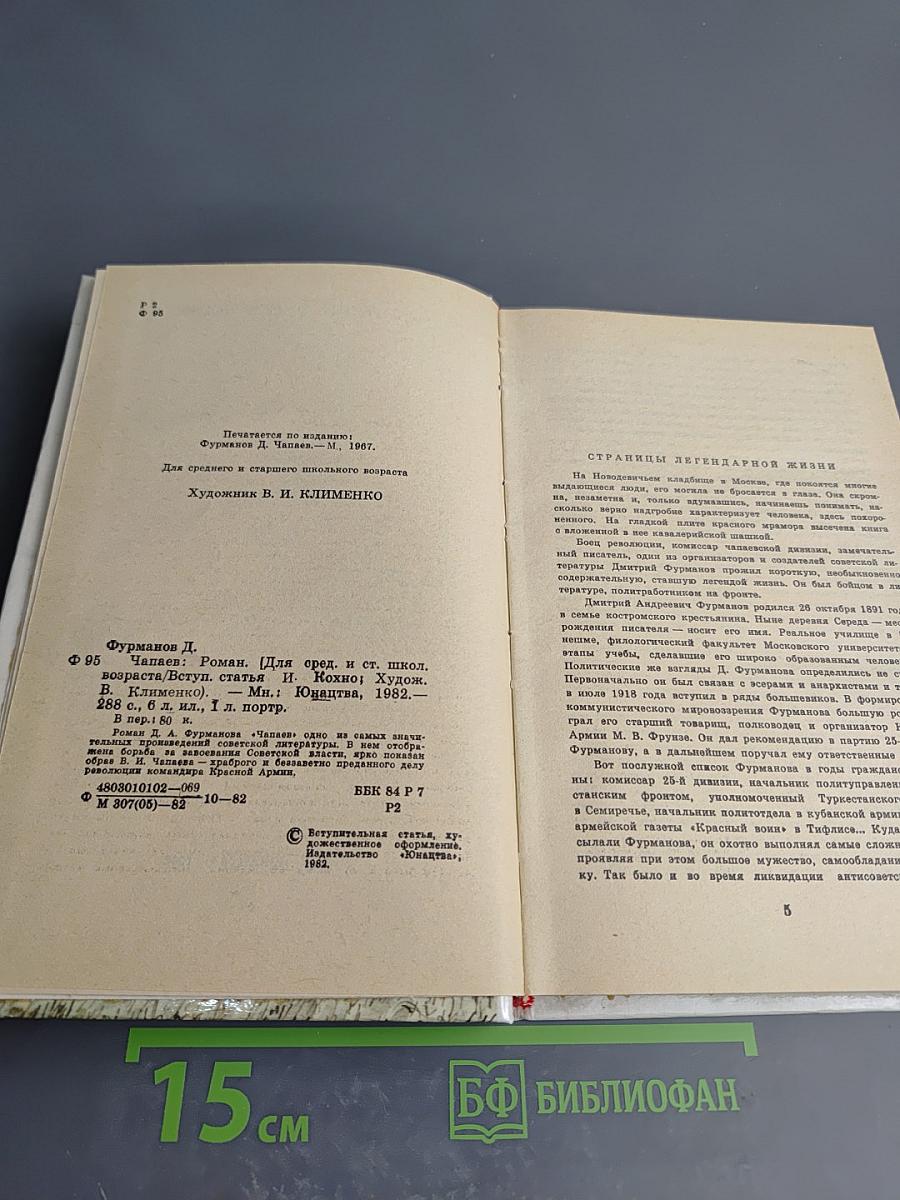 Р 2
Ф 95
Печатается по изданию:
Фурманов Д. Чапаев.—М., 1967.
Для среднего и старшего школьного возраста
Художник В. И. КЛИМЕНКО
Фурманов Д.
Ф 95 Чапаев: Роман. [Для сред. и ст. школ.
возраста/Вступ. статья И. Кохно; Худож.
В. Клименко). — Мн.: Юнацтва, 1982.—
288 с., 6 л. ил., 1 л. портр.
В пер.: 80 к.
Роман Д. А. Фурманова «Чапаев» одно из самых значи-
тельных произведений советской литературы. В нем отобра-
жена борьба за завоевания Советской власти, ярко показан
образ В. И. Чапаева — храброго и беззаветно преданного делу
революции командира Красной Армии,
Ф 4803010102—069
М 307(05)—82 —10—82
ББК 84 Р 7
Р2
© Вступительная статья, ху-
дожественное оформление.
Издательство «Юнацтва»,
1982.
СТРАНИЦЫ ЛЕГЕНДАРНОЙ ЖИЗНИ
На Новодевичьем кладбище в Москве, где покоятся многие
выдающиеся люди, его могила не бросается в глаза. Она скром-
на, незаметна и, только вдумавшись, начинаешь понимать, на-
сколько верно надгробие характеризует человека, здесь похоро-
ненного. На гладкой плите красного мрамора высечена книга
с вложенной в нее кавалерийской шашкой.
Боец революции, комиссар чапаевской дивизии, замечатель-
ный писатель, один из организаторов и создателей советской ли-
тературы Дмитрий Фурманов прожил короткую, необыкновенно
содержательную, ставшую легендой жизнь. Он был бойцом в ли-
тературе, политработником на фронте.
Дмитрий Андреевич Фурманов родился 26 октября 1891 год
в семье костромского крестьянина. Ныне деревня Середа — мес
рождения писателя — носит его имя. Реальное училище в
нешме, филологический факультет Московского университет
этапы учебы, сделавшие его широко образованным челове
Политические же взгляды Д. Фурманова определились не с
Первоначально он был связан с эсерами и анархистами и т
в июле 1918 года вступил в ряды большевиков. В формиро
коммунистического мировоззрения Фурманова большую ро
грал его старший товарищ, полководец и организатор К
Армии М. В. Фрунзе. Он дал рекомендацию в партию 25-
Фурманову, а в дальнейшем поручал ему ответственные
Вот послужной список Фурманова в годы гражданс
ны: комиссар 25-й дивизии, начальник политуправлен
станским фронтом, уполномоченный Туркестанского
в Семиречье, начальник политотдела в кубанской армии
армейской газеты «Красный воин» в Тифлисе... Куда
сылали Фурманова, он охотно выполнял самые сложн
проявляя при этом большое мужество, самообладани
ку. Так было и во время ликвидации антисоветс
5
15 см
БФ БИБЛИОФАН